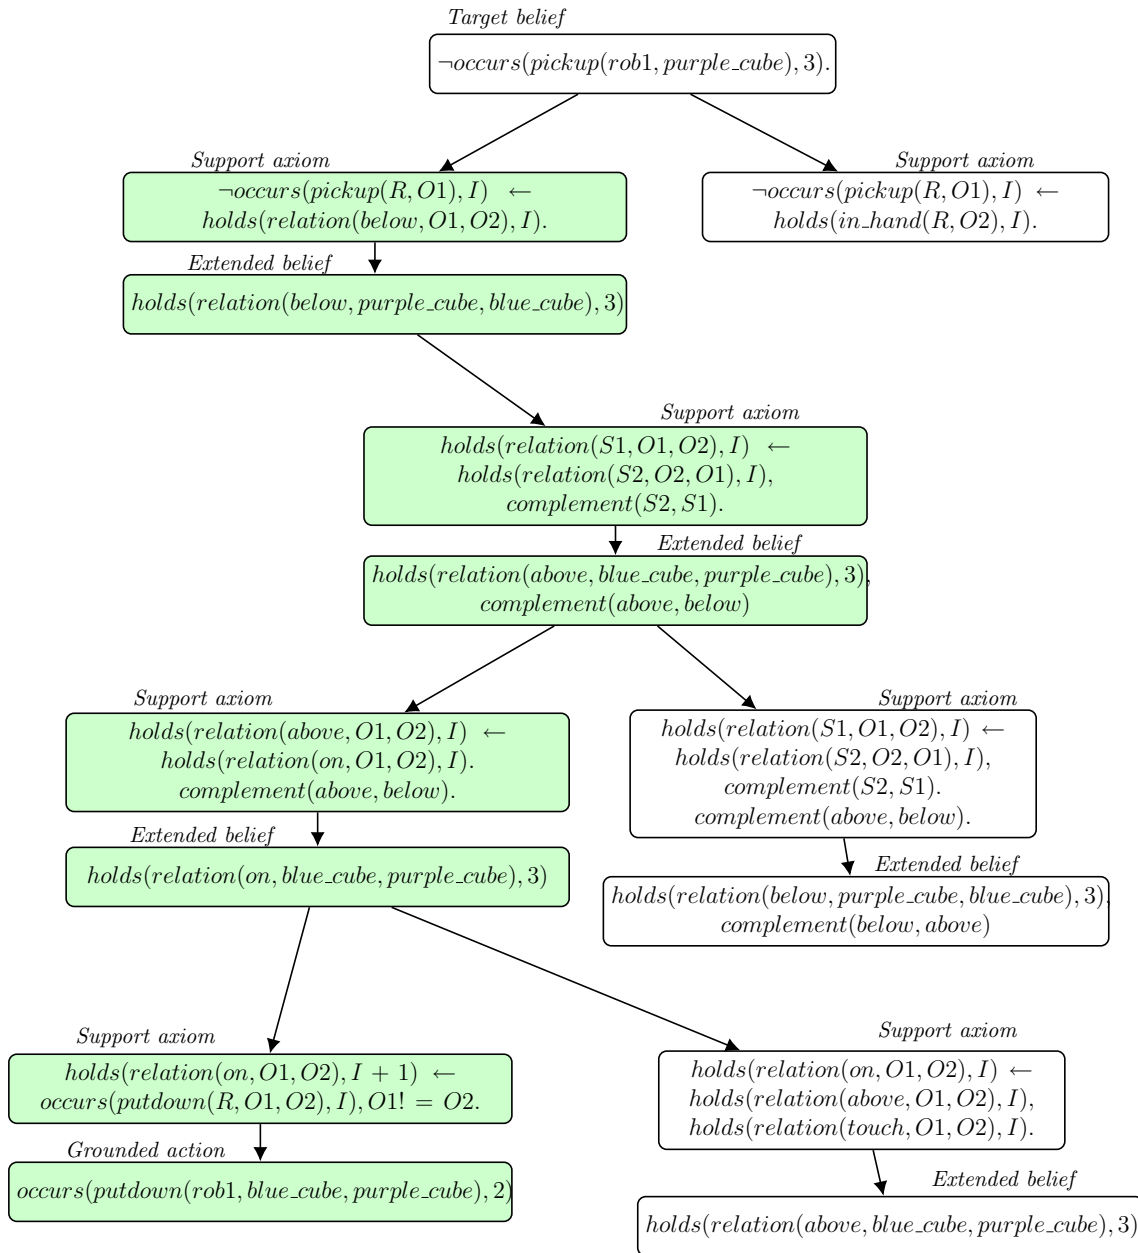 Target belief
¬occurs(pickup(rob1, purple_cube), 3).
Support axiom
¬occurs(pickup(R, O1), I) ←
holds(relation(below, O1, O2), I).
Support axiom
¬occurs(pickup(R, O1), I) ←
holds(in_hand(R, O2), I).
Extended belief
holds(relation(below, purple_cube, blue_cube), 3)
Support axiom
holds(relation(S1, O1, O2), I) ←
holds(relation(S2, O2, O1), I),
complement(S2, S1).
Extended belief
holds(relation(above, blue_cube, purple_cube), 3),
complement(above, below)
Support axiom
holds(relation(above, O1, O2), I) ←
holds(relation(on, O1, O2), I).
complement(above, below).
Extended belief
holds(relation(on, blue_cube, purple_cube), 3)
Support axiom
holds(relation(S1, O1, O2), I) ←
holds(relation(S2, O2, O1), I),
complement(S2, S1).
complement(above, below).
Extended belief
holds(relation(below, purple_cube, blue_cube), 3),
complement(below, above)
Support axiom
holds(relation(on, O1, O2), I + 1) ←
occurs(putdown(R, O1, O2), I), O1! = O2.
Grounded action
occurs(putdown(rob1, blue_cube, purple_cube), 2)
Support axiom
holds(relation(on, O1, O2), I) ←
holds(relation(above, O1, O2), I),
holds(relation(touch, O1, O2), I).
Extended belief
holds(relation(above, blue_cube, purple_cube), 3)